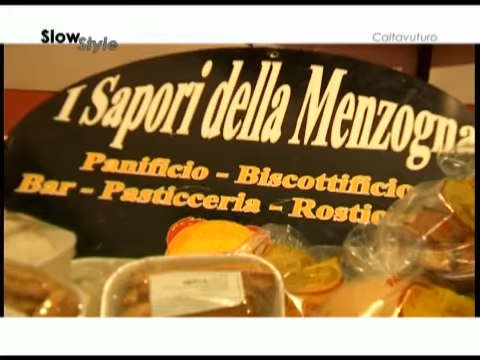 Slow
Style
Caltavuturo
I Sapori della Menzogna
Panificio - Biscottificio
Bar - Pasticceria - Rostic